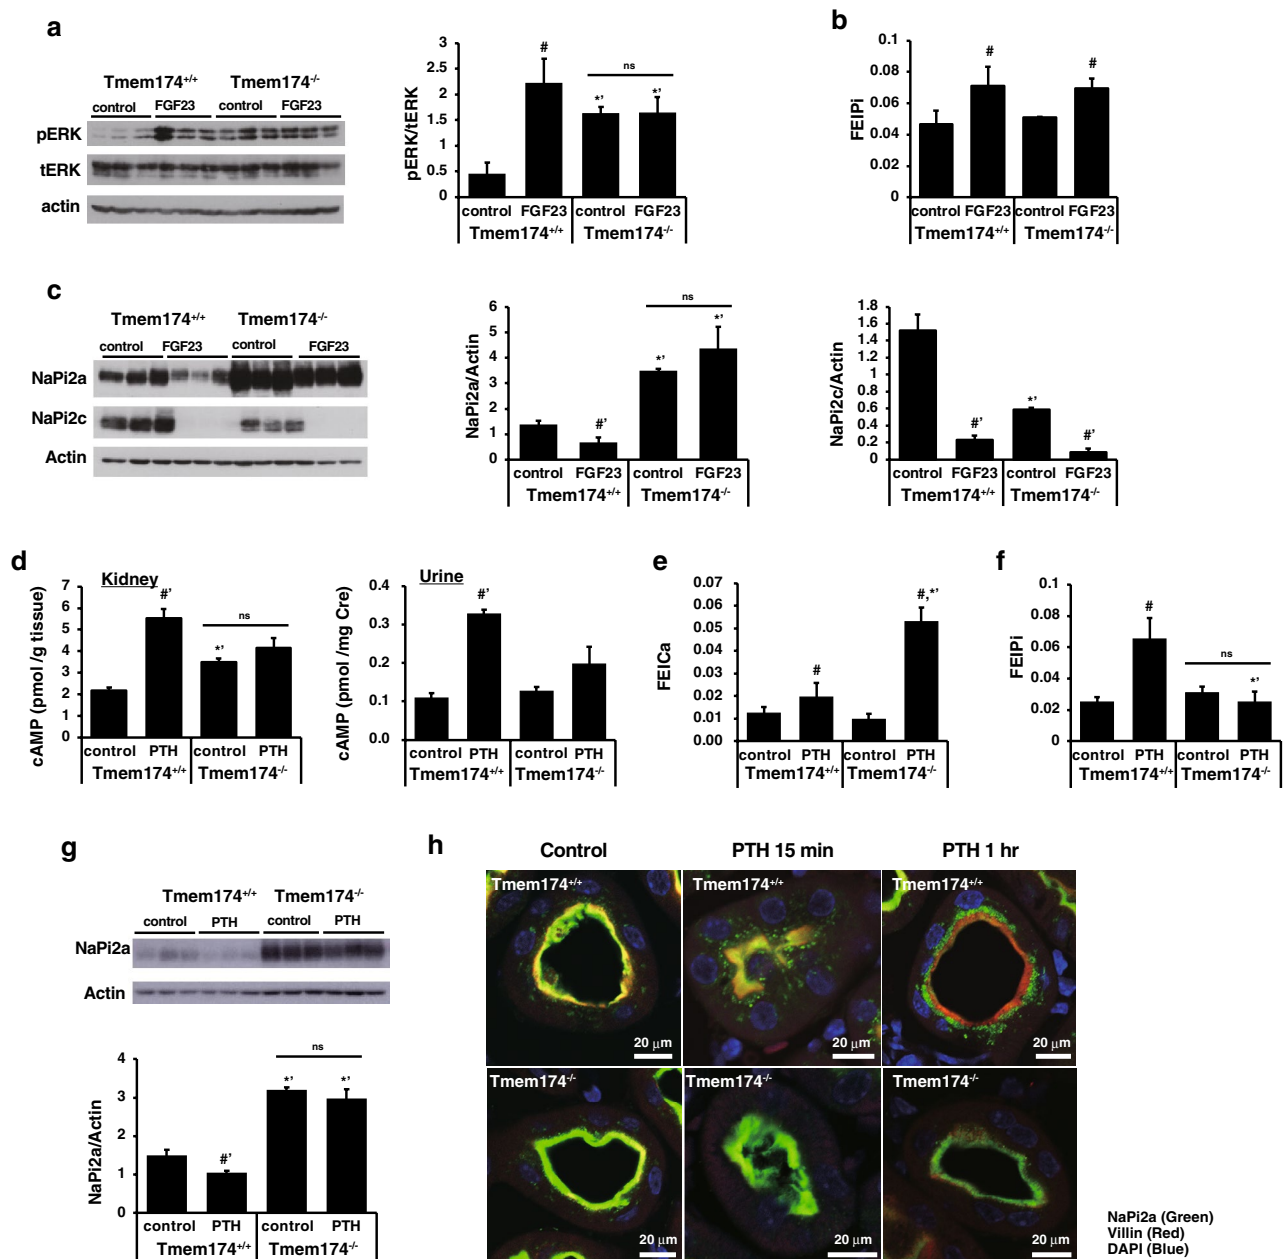 a
Tmem174+/+ Tmem174-/-
control FGF23 control FGF23
pERK
tERK
actin
pERK/tERK
3
2.5
2
1.5
1
0.5
0
#
*’
ns
*’
control FGF23 control FGF23
Tmem174+/+ Tmem174-/-
b
FEIPi
0.1
0.08
0.06
0.04
0.02
0
#
#
control FGF23 control FGF23
Tmem174+/+ Tmem174-/-
c
Tmem174+/+ Tmem174-/-
control FGF23 control FGF23
NaPi2a
NaPi2c
Actin
NaPi2a/Actin
6
5
4
3
2
1
0
#’
*’
ns
*’
control FGF23 control FGF23
Tmem174+/+ Tmem174-/-
NaPi2c/Actin
1.8
1.6
1.4
1.2
1
0.8
0.6
0.4
0.2
0
#’
*’
#’
control FGF23 control FGF23
Tmem174+/+ Tmem174-/-
d
Kidney
cAMP (pmol /g tissue)
7
6
5
4
3
2
1
0
#’
*’
ns
control PTH control PTH
Tmem174+/+ Tmem174-/-
Urine
cAMP (pmol /mg Cre)
0.4
0.3
0.2
0.1
0.0
#’
control PTH control PTH
Tmem174+/+ Tmem174-/-
e
FEICa
0.07
0.06
0.05
0.04
0.03
0.02
0.01
0.00
#
#,*’
control PTH control PTH
Tmem174+/+ Tmem174-/-
f
FEIPi
0.1
0.08
0.06
0.04
0.02
0
#
ns
*’
control PTH control PTH
Tmem174+/+ Tmem174-/-
g
Tmem174+/+ Tmem174-/-
control PTH control PTH
NaPi2a
Actin
NaPi2a/Actin
4
3
2
1
0
#’
*’
ns
*’
control PTH control PTH
Tmem174+/+ Tmem174-/-
h
Control PTH 15 min PTH 1 hr
Tmem174+/+ Tmem174+/+ Tmem174+/+
20 μm 20 μm 20 μm
Tmem174-/- Tmem174-/- Tmem174-/-
20 μm 20 μm 20 μm
NaPi2a (Green)
Villin (Red)
DAPI (Blue)